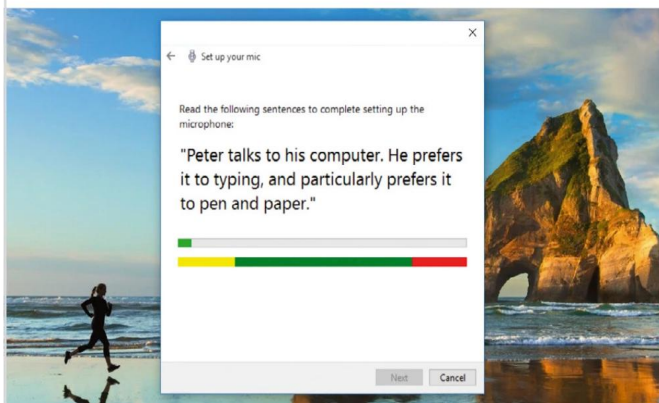 Set up your mic
Read the following sentences to complete setting up the
microphone:
"Peter talks to his computer. He prefers
it to typing, and particularly prefers it
to pen and paper."
Next Cancel